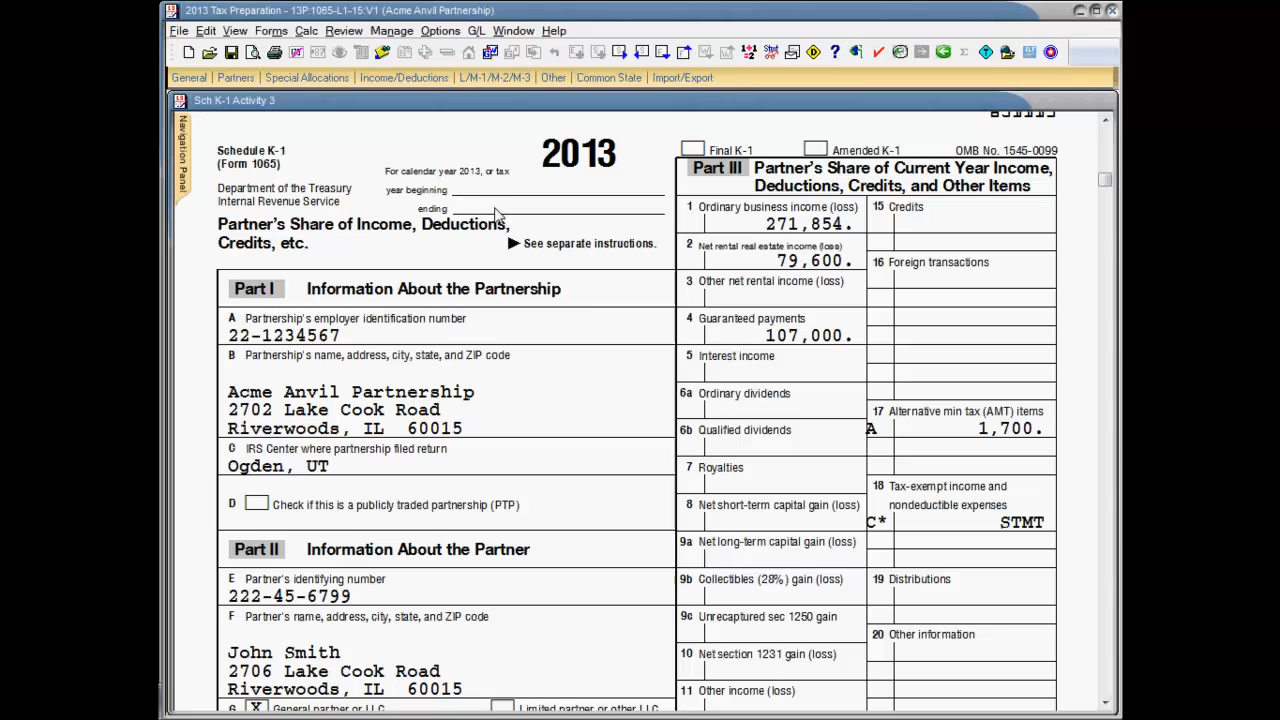 2013 Tax Preparation - 13P:1065-L1-15:V1 (Acme Anvil Partnership)
File Edit View Forms Calc Review Manage Options G/L Window Help
General Partners Special Allocations Income/Deductions L/M-1/M-2/M-3 Other Common State Import/Export
Sch K-1 Activity 3
Navigation Panel
Schedule K-1
(Form 1065)
2013
For calendar year 2013, or tax
Department of the Treasury
Internal Revenue Service
year beginning
ending
Partner's Share of Income, Deductions,
Credits, etc.
▶ See separate instructions.
Part I Information About the Partnership
A Partnership's employer identification number
22-1234567
B Partnership's name, address, city, state, and ZIP code
Acme Anvil Partnership
2702 Lake Cook Road
Riverwoods, IL 60015
C IRS Center where partnership filed return
Ogden, UT
D Check if this is a publicly traded partnership (PTP)
Part II Information About the Partner
E Partner's identifying number
222-45-6799
F Partner's name, address, city, state, and ZIP code
John Smith
2706 Lake Cook Road
Riverwoods, IL 60015
G X General partner or LLC Limited partner or other LLC
Final K-1 Amended K-1 OMB No. 1545-0099
Part III Partner's Share of Current Year Income,
Deductions, Credits, and Other Items
1 Ordinary business income (loss)
271,854.
2 Net rental real estate income (loss)
79,600.
3 Other net rental income (loss)
4 Guaranteed payments
107,000.
5 Interest income
6a Ordinary dividends
6b Qualified dividends
7 Royalties
8 Net short-term capital gain (loss)
9a Net long-term capital gain (loss)
9b Collectibles (28%) gain (loss)
9c Unrecaptured sec 1250 gain
10 Net section 1231 gain (loss)
11 Other income (loss)
15 Credits
16 Foreign transactions
17 Alternative min tax (AMT) items
A 1,700.
18 Tax-exempt income and
nondeductible expenses
C* STMT
19 Distributions
20 Other information